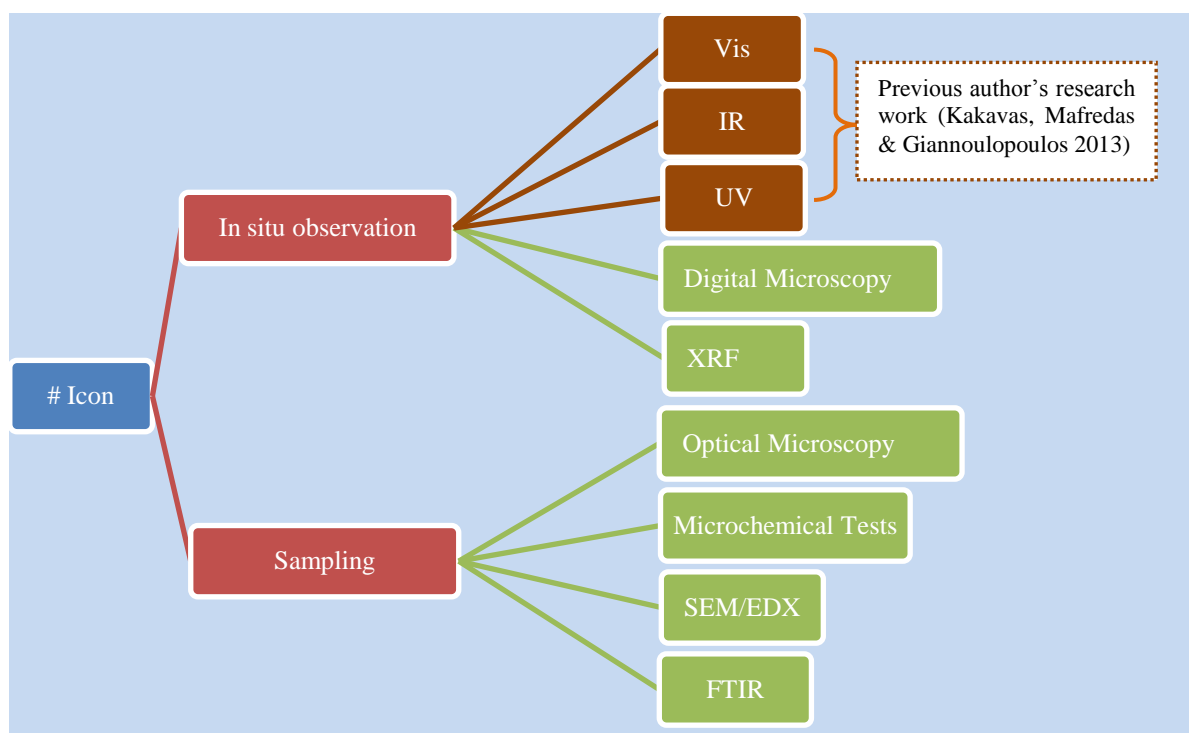 Vis
IR
UV
Previous author's research
work (Kakavas, Mafredas
& Giannoulopoulos 2013)
In situ observation
Digital Microscopy
XRF
# Icon
Optical Microscopy
Microchemical Tests
Sampling
SEM/EDX
FTIR